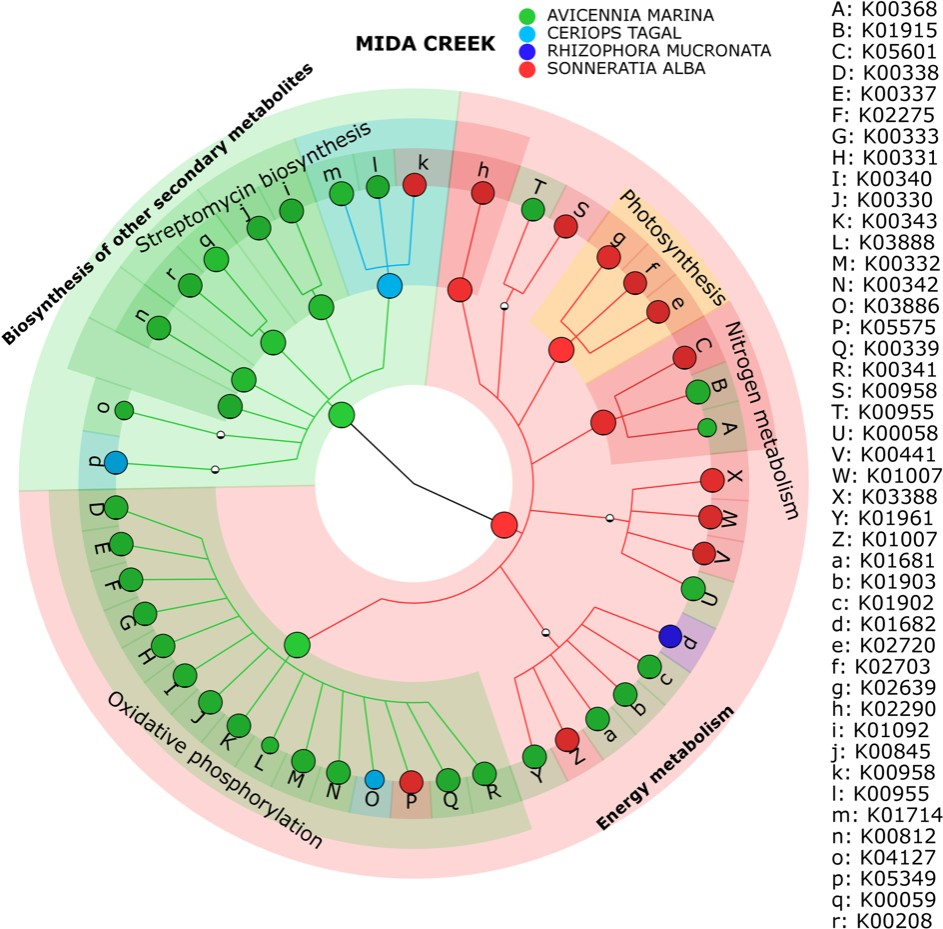 MIDA CREEK
AVICENNIA MARINA
CERIOPS TAGAL
RHIZOPHORA MUCRONATA
SONNERATIA ALBA
Biosynthesis of other secondary metabolites
Streptomycin biosynthesis
Photosynthesis
Nitrogen metabolism
Energy metabolism
Oxidative phosphorylation
p
o
n
r
q
j
i
m
l
k
h
T
S
g
f
e
C
B
A
X
W
V
U
d
c
b
a
Z
Y
R
Q
P
O
N
M
L
K
J
I
H
G
F
E
D
A: K00368
B: K01915
C: K05601
D: K00338
E: K00337
F: K02275
G: K00333
H: K00331
I: K00340
J: K00330
K: K00343
L: K03888
M: K00332
N: K00342
O: K03886
P: K05575
Q: K00339
R: K00341
S: K00958
T: K00955
U: K00058
V: K00441
W: K01007
X: K03388
Y: K01961
Z: K01007
a: K01681
b: K01903
c: K01902
d: K01682
e: K02720
f: K02703
g: K02639
h: K02290
i: K01092
j: K00845
k: K00958
l: K00955
m: K01714
n: K00812
o: K04127
p: K05349
q: K00059
r: K00208